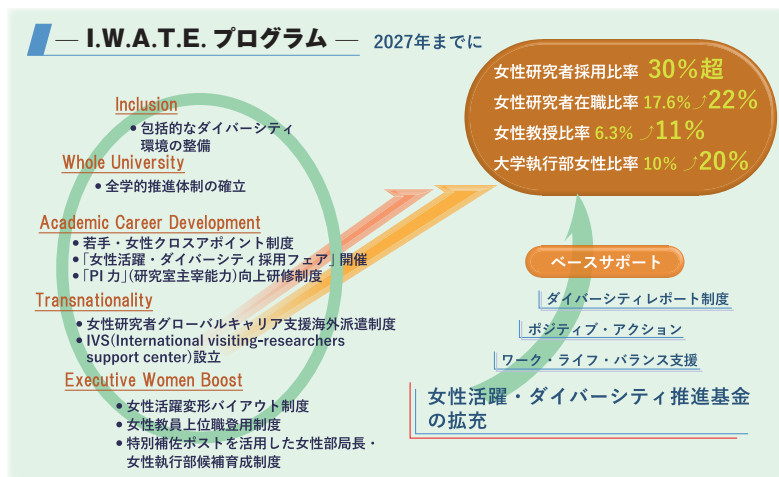 I.W.A.T.E. プログラム
2027年までに
女性研究者採用比率 30%超
女性研究者在職比率 17.6% 22%
女性教授比率 6.3% 11%
大学執行部女性比率 10% 20%
Inclusion
● 包括的なダイバーシティ
環境の整備
Whole University
● 全学的推進体制の確立
Academic Career Development
● 若手・女性クロスアポイント制度
● 「女性活躍・ダイバーシティ採用フェア」開催
● 「PI 力」(研究室主宰能力)向上研修制度
Transnationality
● 女性研究者グローバルキャリア支援海外派遣制度
● IVS(International visiting-researchers
support center)設立
Executive Women Boost
● 女性活躍変形バイアウト制度
● 女性教員上位職登用制度
● 特別補佐ポストを活用した女性部局長・
女性執行部候補育成制度
ベースサポート
ダイバーシティレポート制度
ポジティブ・アクション
ワーク・ライフ・バランス支援
女性活躍・ダイバーシティ推進基金
の拡充